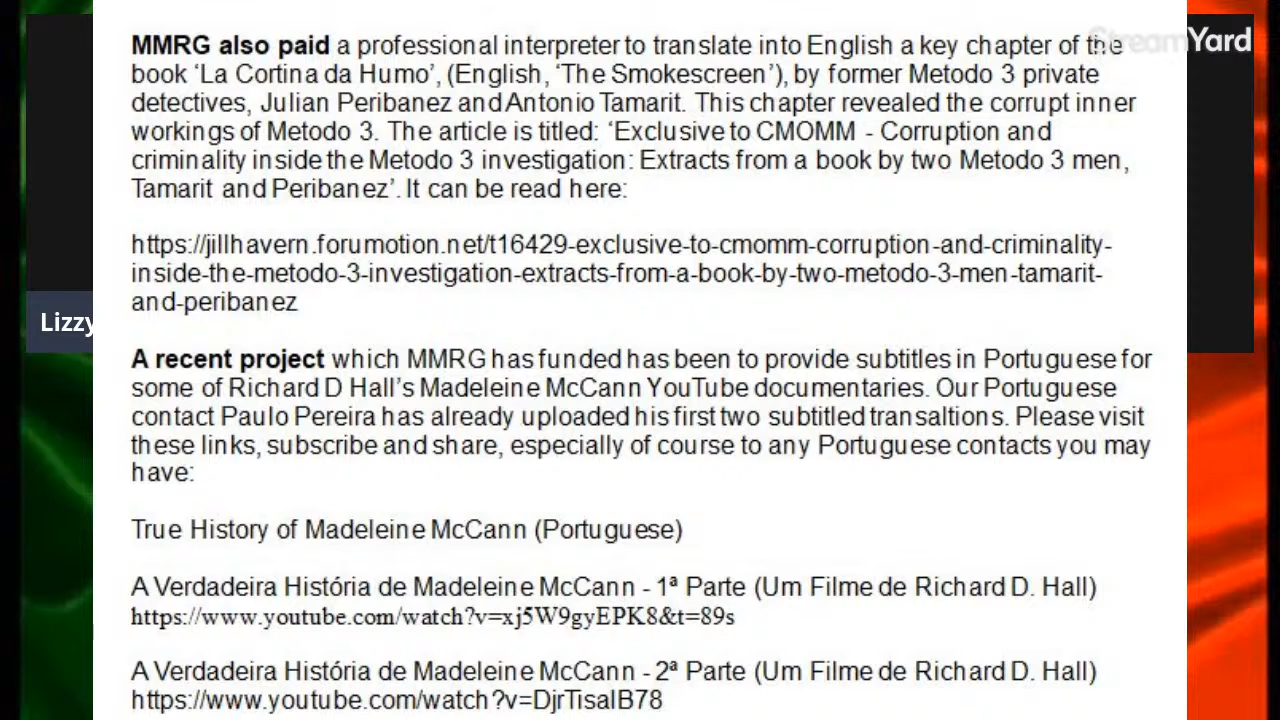 MMRG also paid a professional interpreter to translate into English a key chapter of the
StreamYard
book ‘La Cortina da Humo’, (English, ‘The Smokescreen’), by former Metodo 3 private
detectives, Julian Peribanez and Antonio Tamarit. This chapter revealed the corrupt inner
workings of Metodo 3. The article is titled: ‘Exclusive to CMOMM - Corruption and
criminality inside the Metodo 3 investigation: Extracts from a book by two Metodo 3 men,
Tamarit and Peribanez’. It can be read here:
https://jillhavern.forumotion.net/t16429-exclusive-to-cmomm-corruption-and-criminality-
inside-the-metodo-3-investigation-extracts-from-a-book-by-two-metodo-3-men-tamarit-
and-peribanez
Lizzy
A recent project which MMRG has funded has been to provide subtitles in Portuguese for
some of Richard D Hall’s Madeleine McCann YouTube documentaries. Our Portuguese
contact Paulo Pereira has already uploaded his first two subtitled transaltions. Please visit
these links, subscribe and share, especially of course to any Portuguese contacts you may
have:
True History of Madeleine McCann (Portuguese)
A Verdadeira História de Madeleine McCann - 1ª Parte (Um Filme de Richard D. Hall)
https://www.youtube.com/watch?v=xj5W9gyEPK8&t=89s
A Verdadeira História de Madeleine McCann - 2ª Parte (Um Filme de Richard D. Hall)
https://www.youtube.com/watch?v=DjrTisalB78